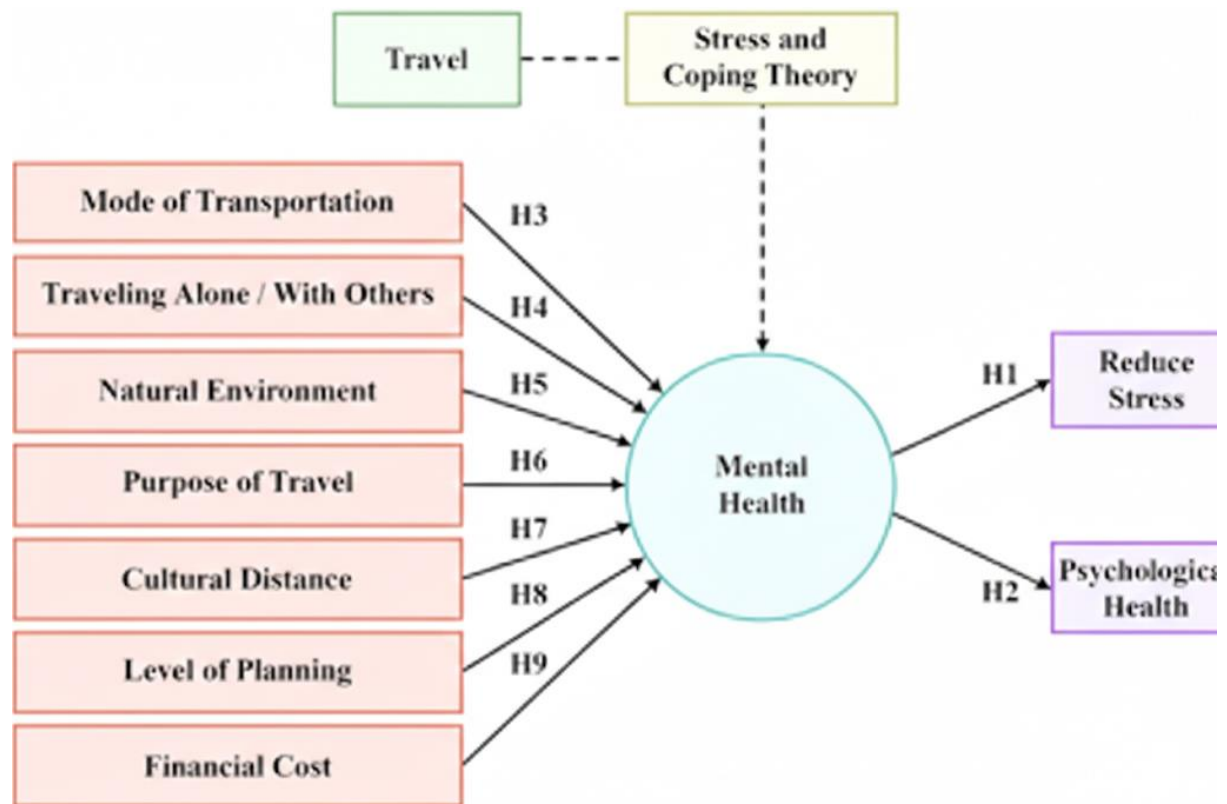 Travel
Stress and
Coping Theory
Mode of Transportation
H3
Traveling Alone / With Others
H4
Natural Environment
H5
Purpose of Travel
H6
Cultural Distance
H7
Level of Planning
H8
Financial Cost
H9
Mental
Health
H1
Reduce
Stress
H2
Psychologica
Health